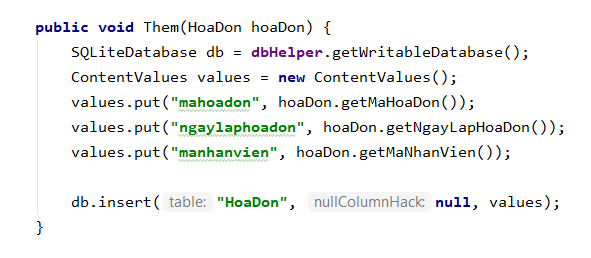 public void Them(HoaDon hoaDon) {
    SQLiteDatabase db = dbHelper.getWritableDatabase();
    ContentValues values = new ContentValues();
    values.put("mahoadon", hoaDon.getMaHoaDon());
    values.put("ngaylaphoadon", hoaDon.getNgayLapHoaDon());
    values.put("manhanvien", hoaDon.getMaNhanVien());
    db.insert( table: "HoaDon", nullColumnHack: null, values);
}